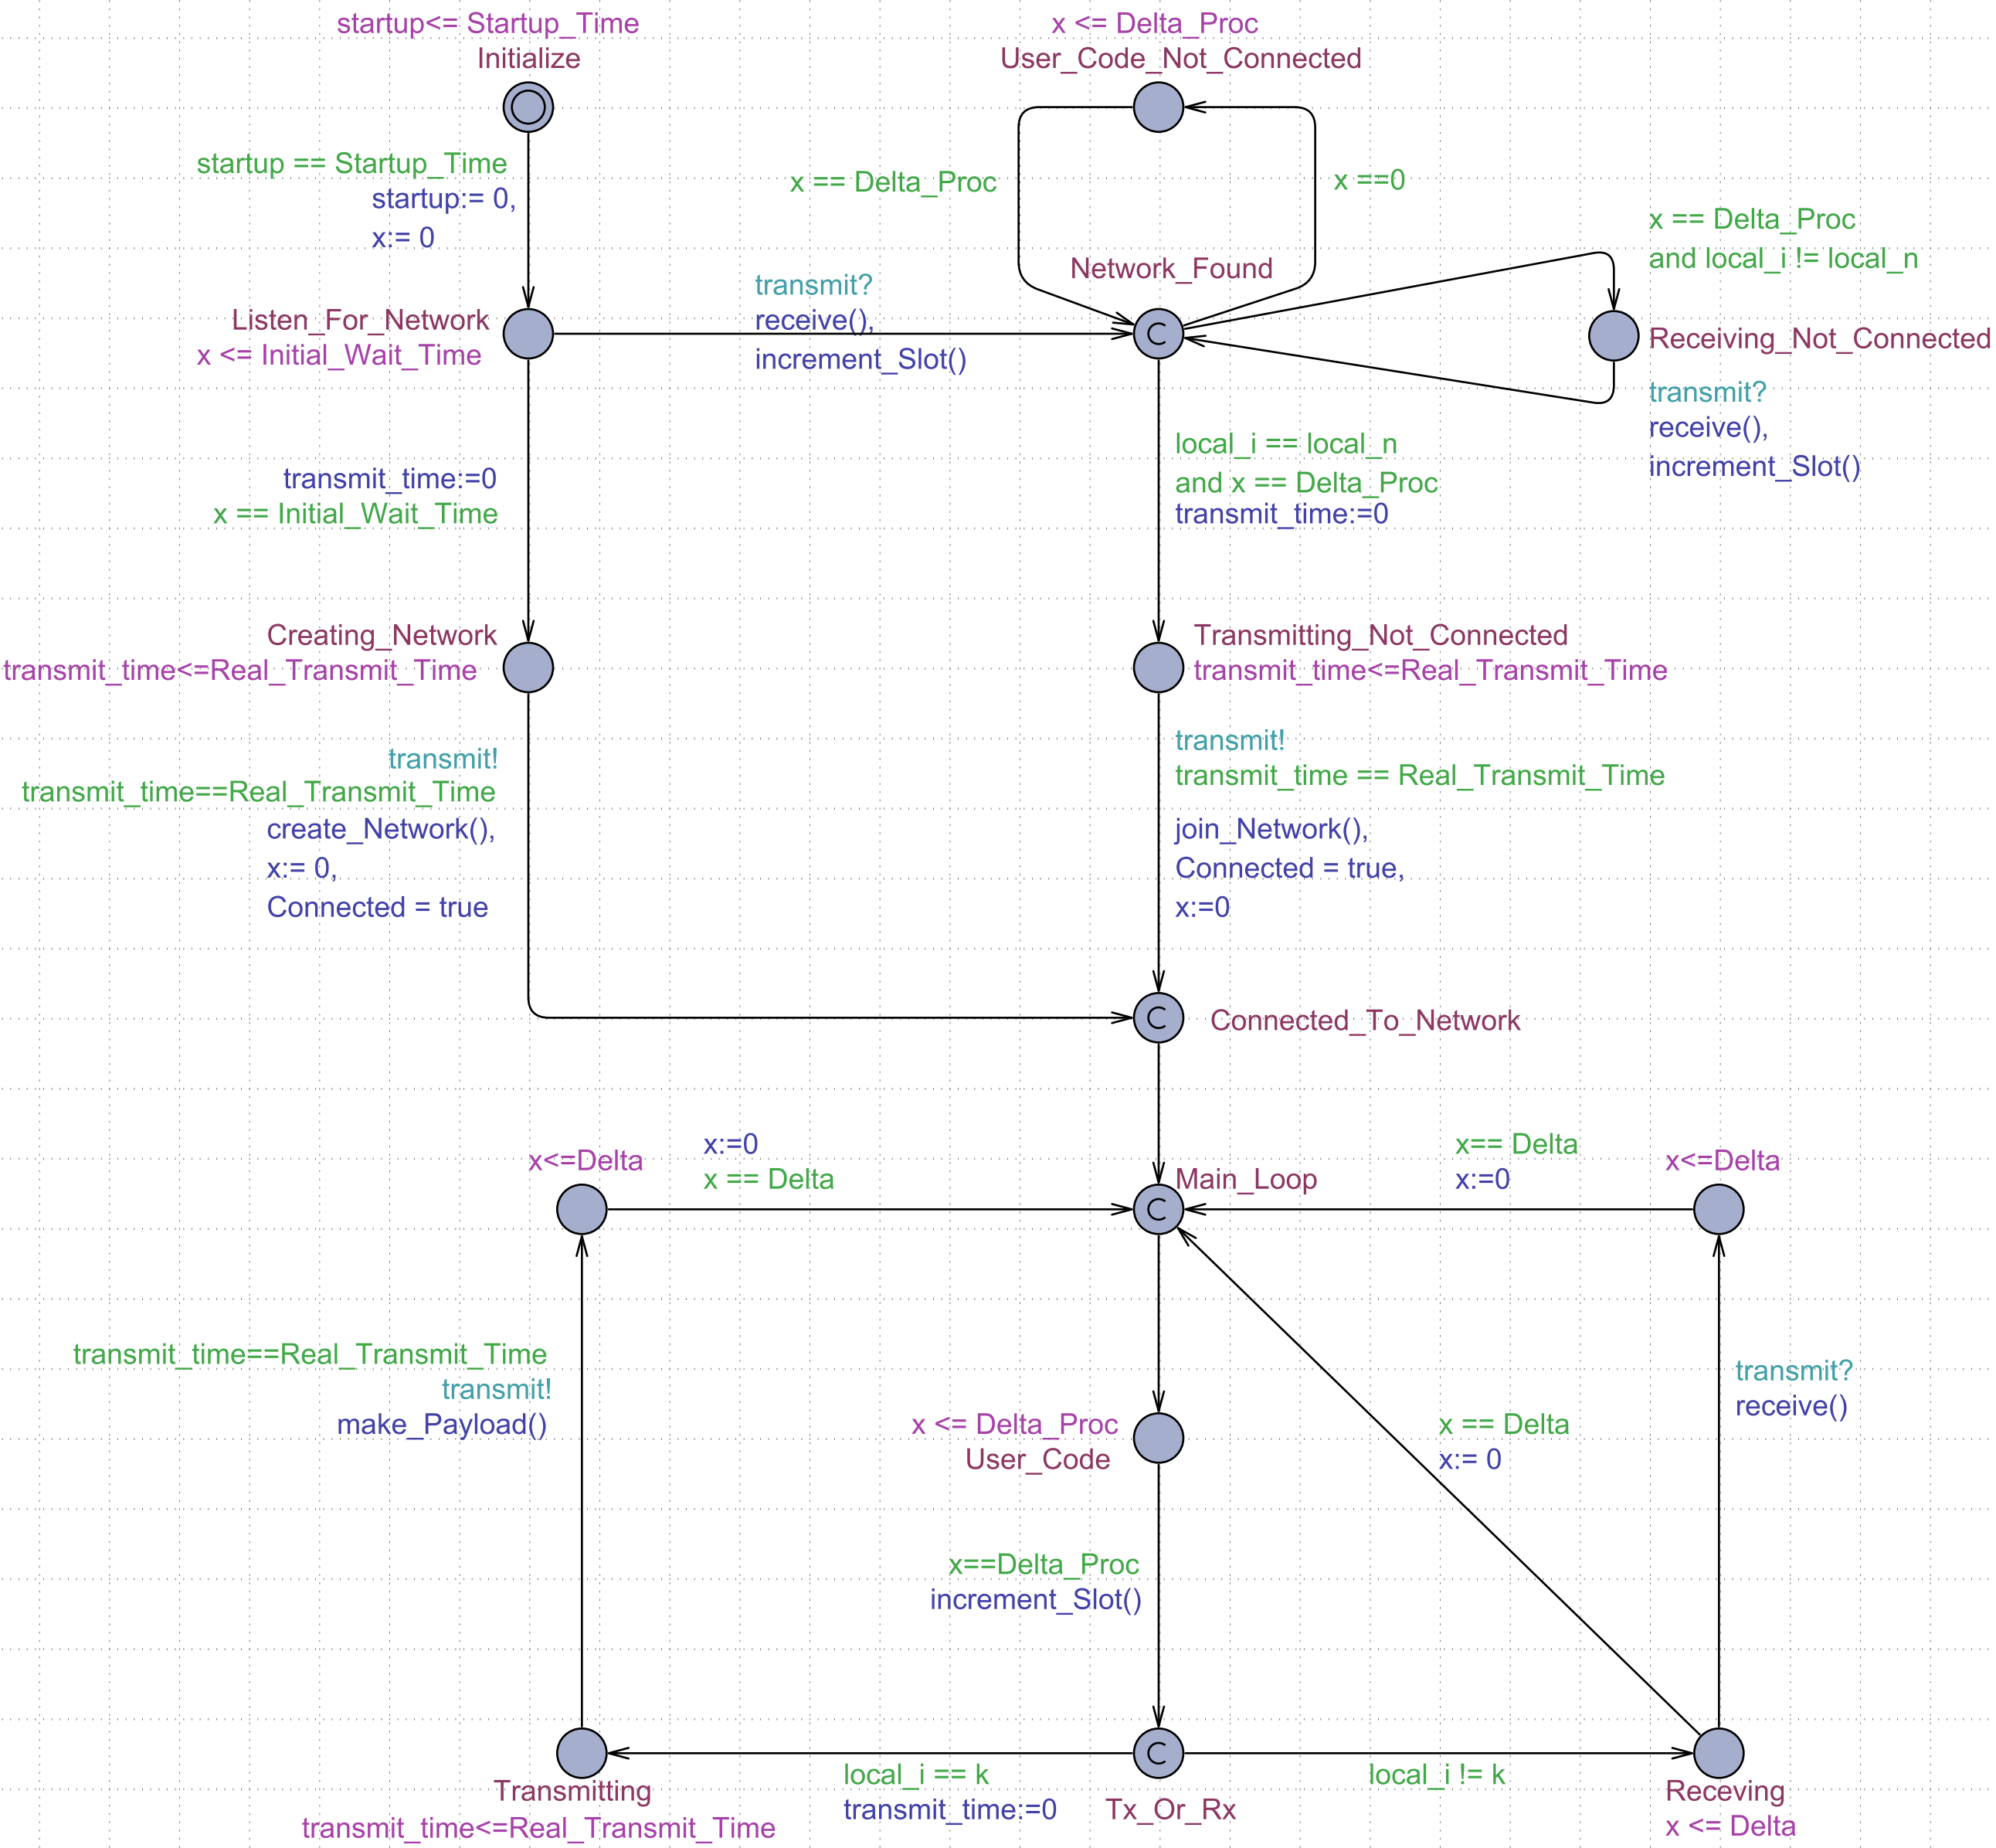 startup<= Startup_Time
Initialize
x <= Delta_Proc
User_Code_Not_Connected
startup == Startup_Time
startup:= 0,
x:= 0
x == Delta_Proc
x ==0
x == Delta_Proc
and local_i != local_n
Network_Found
Listen_For_Network
x <= Initial_Wait_Time
transmit?
receive(),
increment_Slot()
Receiving_Not_Connected
transmit?
receive(),
increment_Slot()
transmit_time:=0
x == Initial_Wait_Time
local_i == local_n
and x == Delta_Proc
transmit_time:=0
Creating_Network
transmit_time<=Real_Transmit_Time
Transmitting_Not_Connected
transmit_time<=Real_Transmit_Time
transmit!
transmit_time==Real_Transmit_Time
create_Network(),
x:= 0,
Connected = true
transmit!
transmit_time == Real_Transmit_Time
join_Network(),
Connected = true,
x:=0
C
C
Connected_To_Network
x<=Delta
x:=0
x == Delta
C
Main_Loop
x== Delta
x:=0
x<=Delta
transmit_time==Real_Transmit_Time
transmit!
make_Payload()
x <= Delta_Proc
User_Code
x == Delta
x:= 0
transmit?
receive()
x==Delta_Proc
increment_Slot()
Transmitting
transmit_time<=Real_Transmit_Time
local_i == k
transmit_time:=0
C
Tx_Or_Rx
local_i != k
Receving
x <= Delta